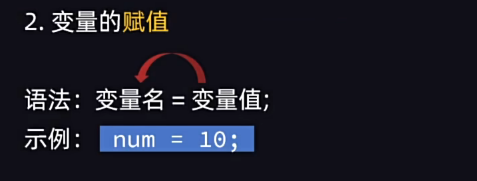 2. 变量的赋值
语法：变量名 = 变量值;
示例： num = 10;